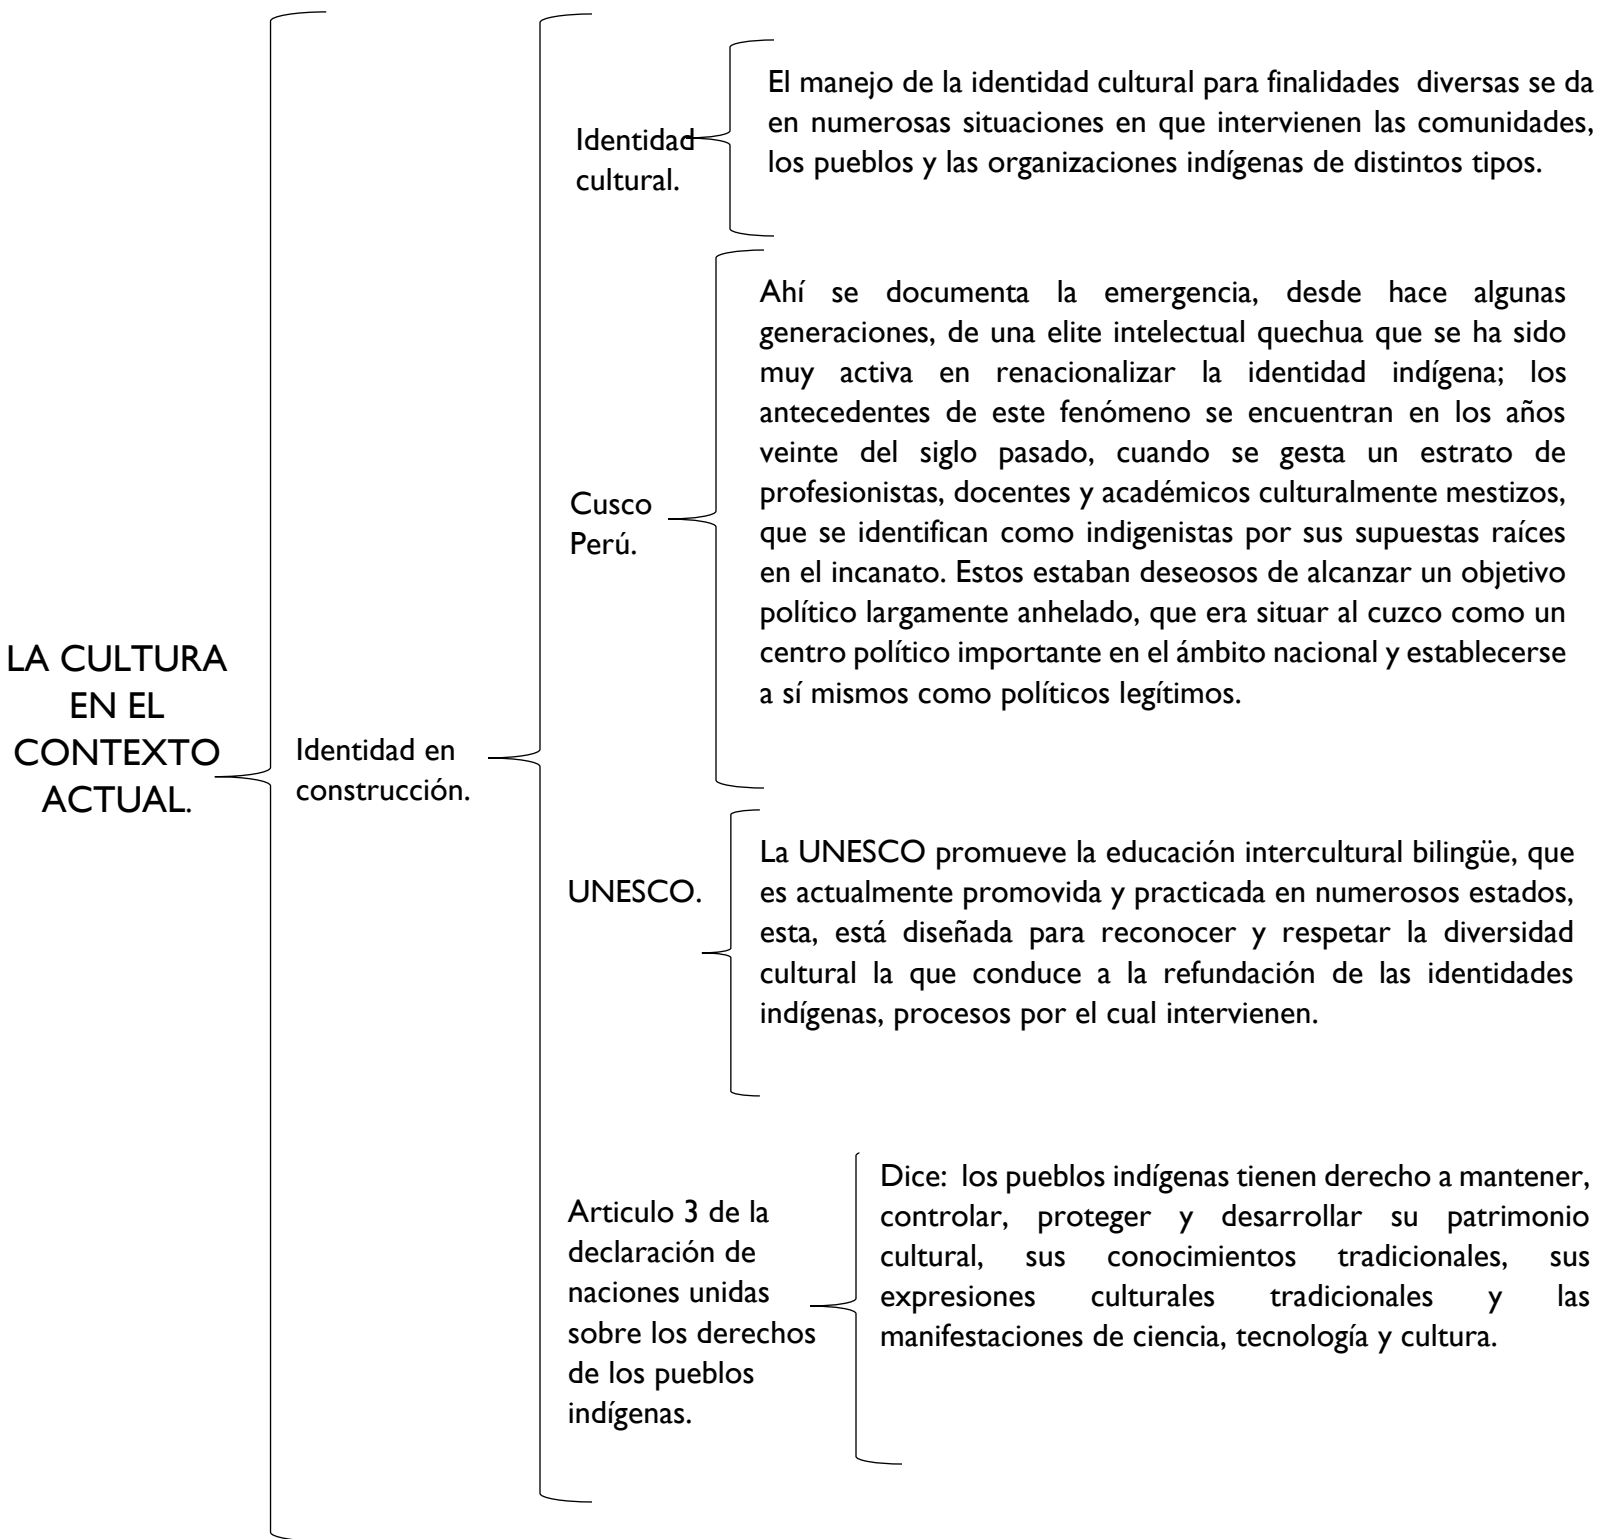 LA CULTURA
EN EL
CONTEXTO
ACTUAL.
Identidad en
construcción.
Identidad
cultural.
El manejo de la identidad cultural para finalidades diversas se da
en numerosas situaciones en que intervienen las comunidades,
los pueblos y las organizaciones indígenas de distintos tipos.
Cusco
Perú.
Ahí se documenta la emergencia, desde hace algunas
generaciones, de una elite intelectual quechua que se ha sido
muy activa en renacionalizar la identidad indígena; los
antecedentes de este fenómeno se encuentran en los años
veinte del siglo pasado, cuando se gesta un estrato de
profesionistas, docentes y académicos culturalmente mestizos,
que se identifican como indigenistas por sus supuestas raíces
en el incanato. Estos estaban deseosos de alcanzar un objetivo
político largamente anhelado, que era situar al cuzco como un
centro político importante en el ámbito nacional y establecerse
a sí mismos como políticos legítimos.
UNESCO.
La UNESCO promueve la educación intercultural bilingüe, que
es actualmente promovida y practicada en numerosos estados,
esta, está diseñada para reconocer y respetar la diversidad
cultural la que conduce a la refundación de las identidades
indígenas, procesos por el cual intervienen.
Articulo 3 de la
declaración de
naciones unidas
sobre los derechos
de los pueblos
indígenas.
Dice: los pueblos indígenas tienen derecho a mantener,
controlar, proteger y desarrollar su patrimonio
cultural, sus conocimientos tradicionales, sus
expresiones culturales tradicionales y las
manifestaciones de ciencia, tecnología y cultura.